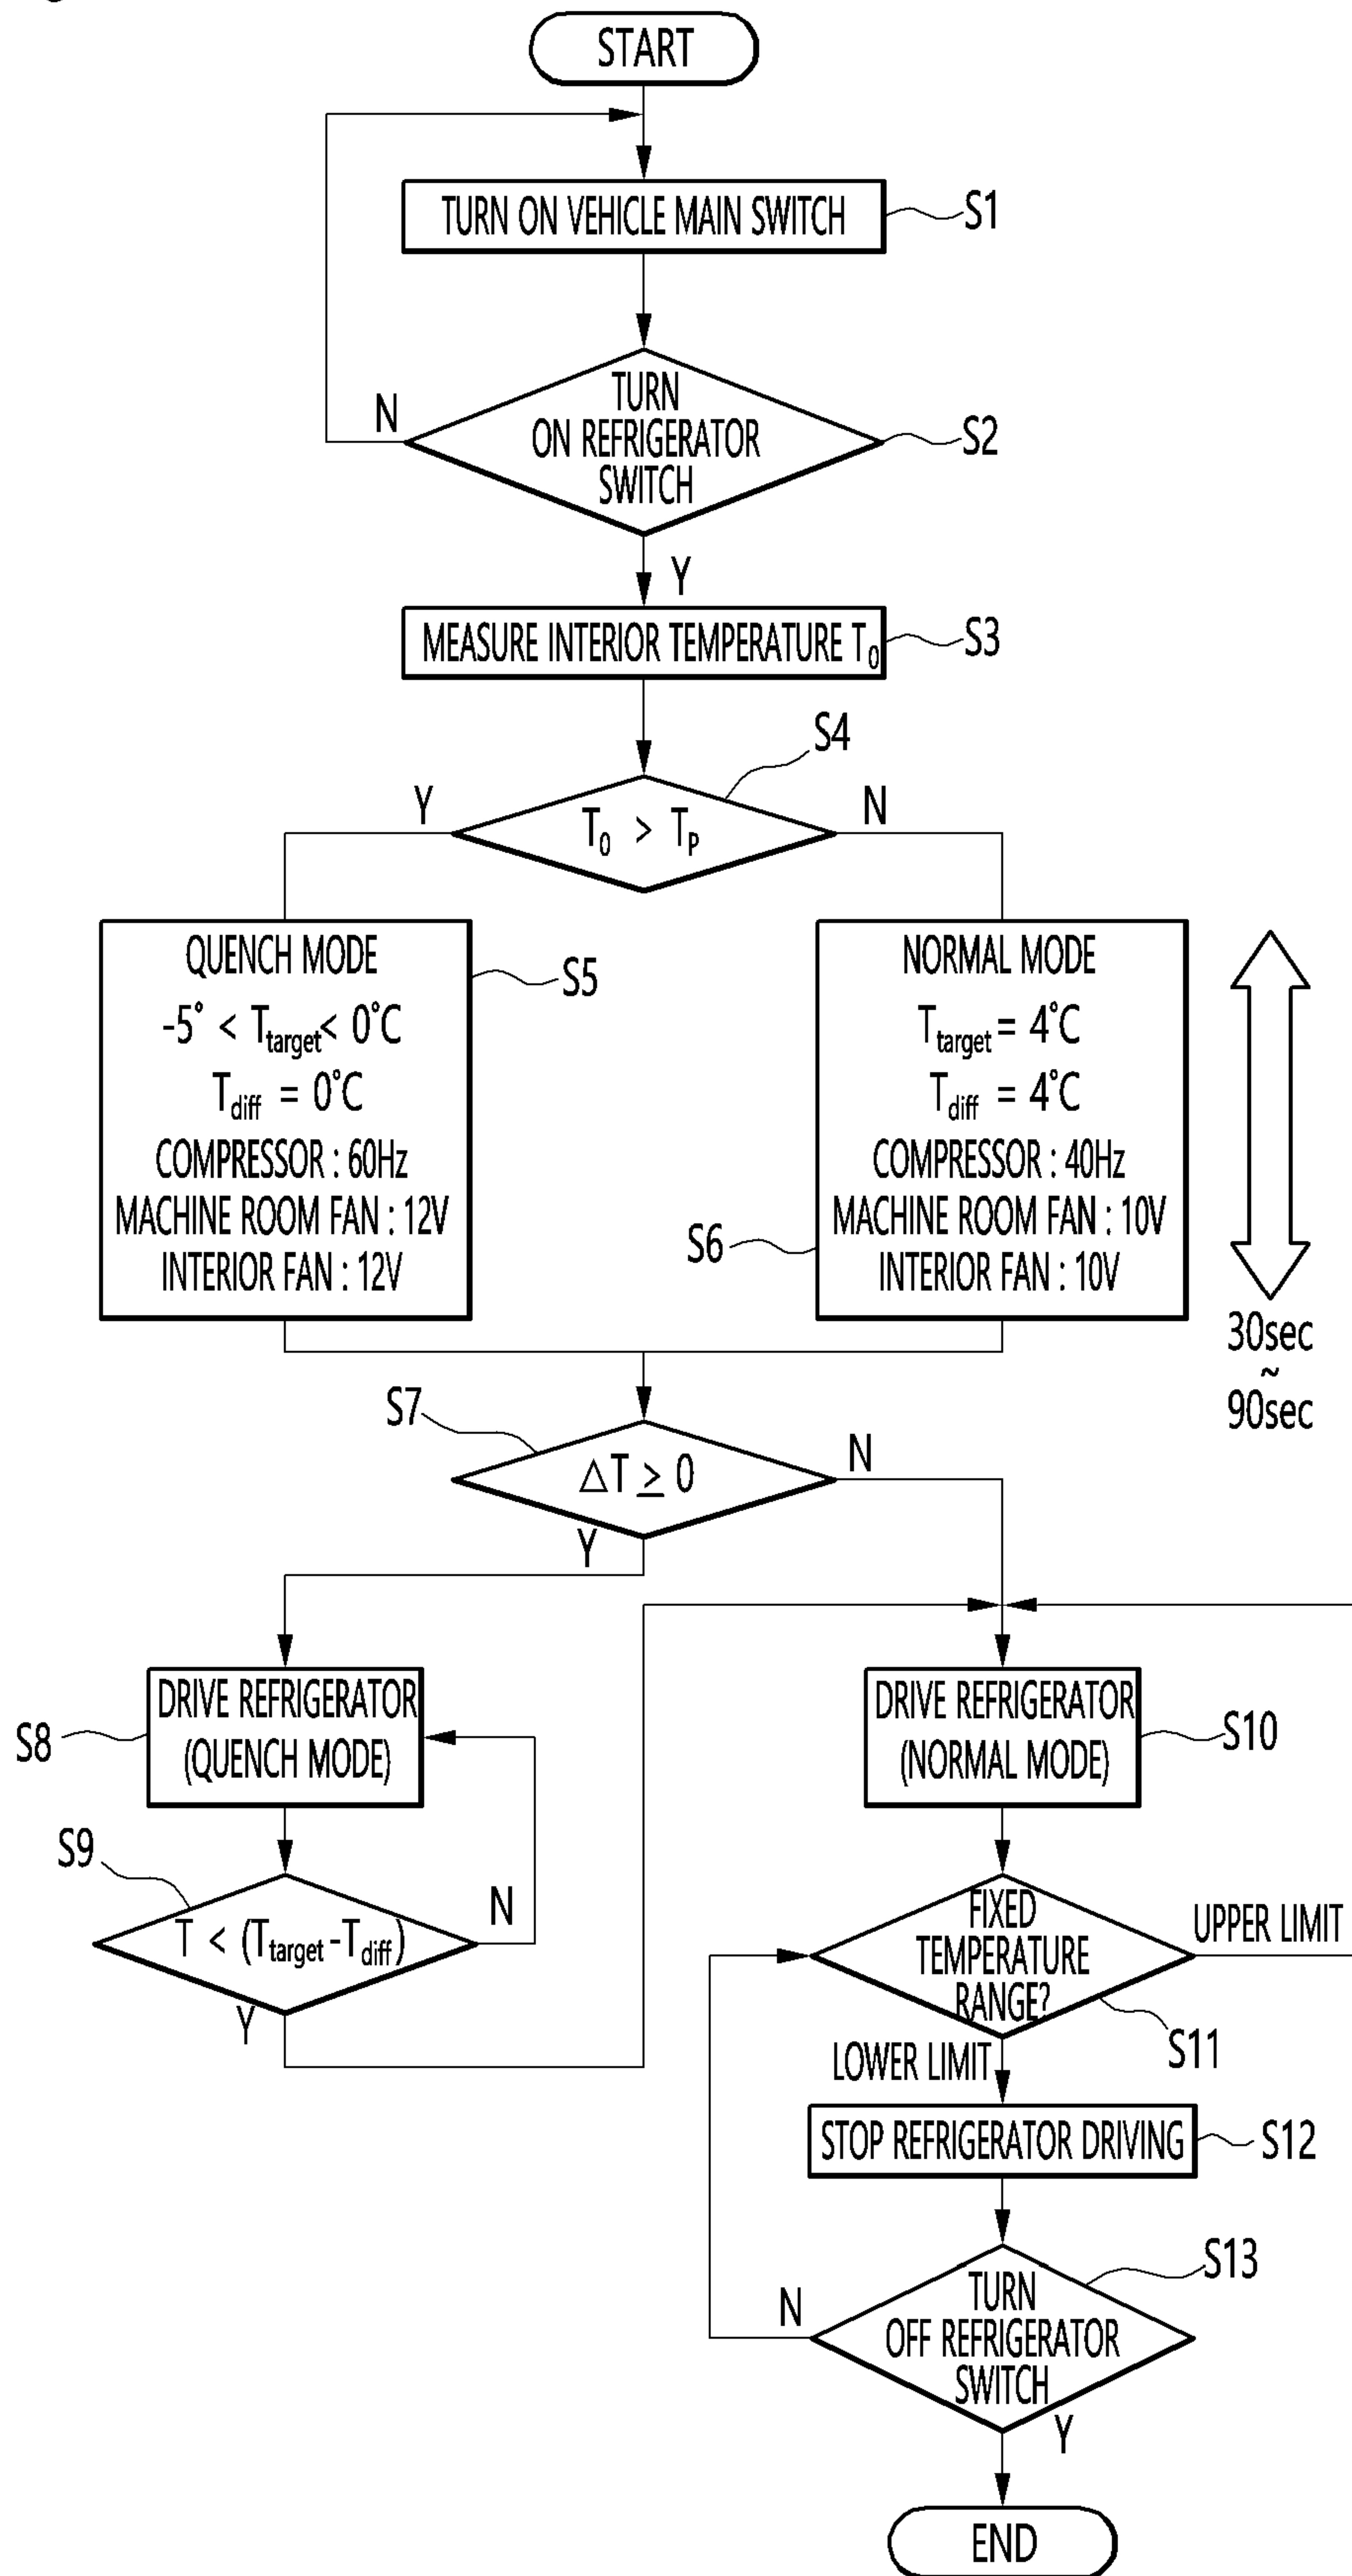 START
TURN ON VEHICLE MAIN SWITCH
S1
TURN
ON REFRIGERATOR
SWITCH
S2
N
Y
MEASURE INTERIOR TEMPERATURE T0
S3
S4
Y
N
T0 > TP
QUENCH MODE
-5° < Ttarget < 0°C
Tdiff = 0°C
COMPRESSOR : 60Hz
MACHINE ROOM FAN : 12V
INTERIOR FAN : 12V
S5
NORMAL MODE
Ttarget = 4°C
Tdiff = 4°C
COMPRESSOR : 40Hz
MACHINE ROOM FAN : 10V
INTERIOR FAN : 10V
S6
30sec
~
90sec
S7
△T ≥ 0
N
Y
DRIVE REFRIGERATOR
(QUENCH MODE)
S8
S9
T < (Ttarget - Tdiff)
N
Y
DRIVE REFRIGERATOR
(NORMAL MODE)
S10
FIXED
TEMPERATURE
RANGE?
UPPER LIMIT
S11
LOWER LIMIT
STOP REFRIGERATOR DRIVING
S12
S13
TURN
OFF REFRIGERATOR
SWITCH
N
Y
END